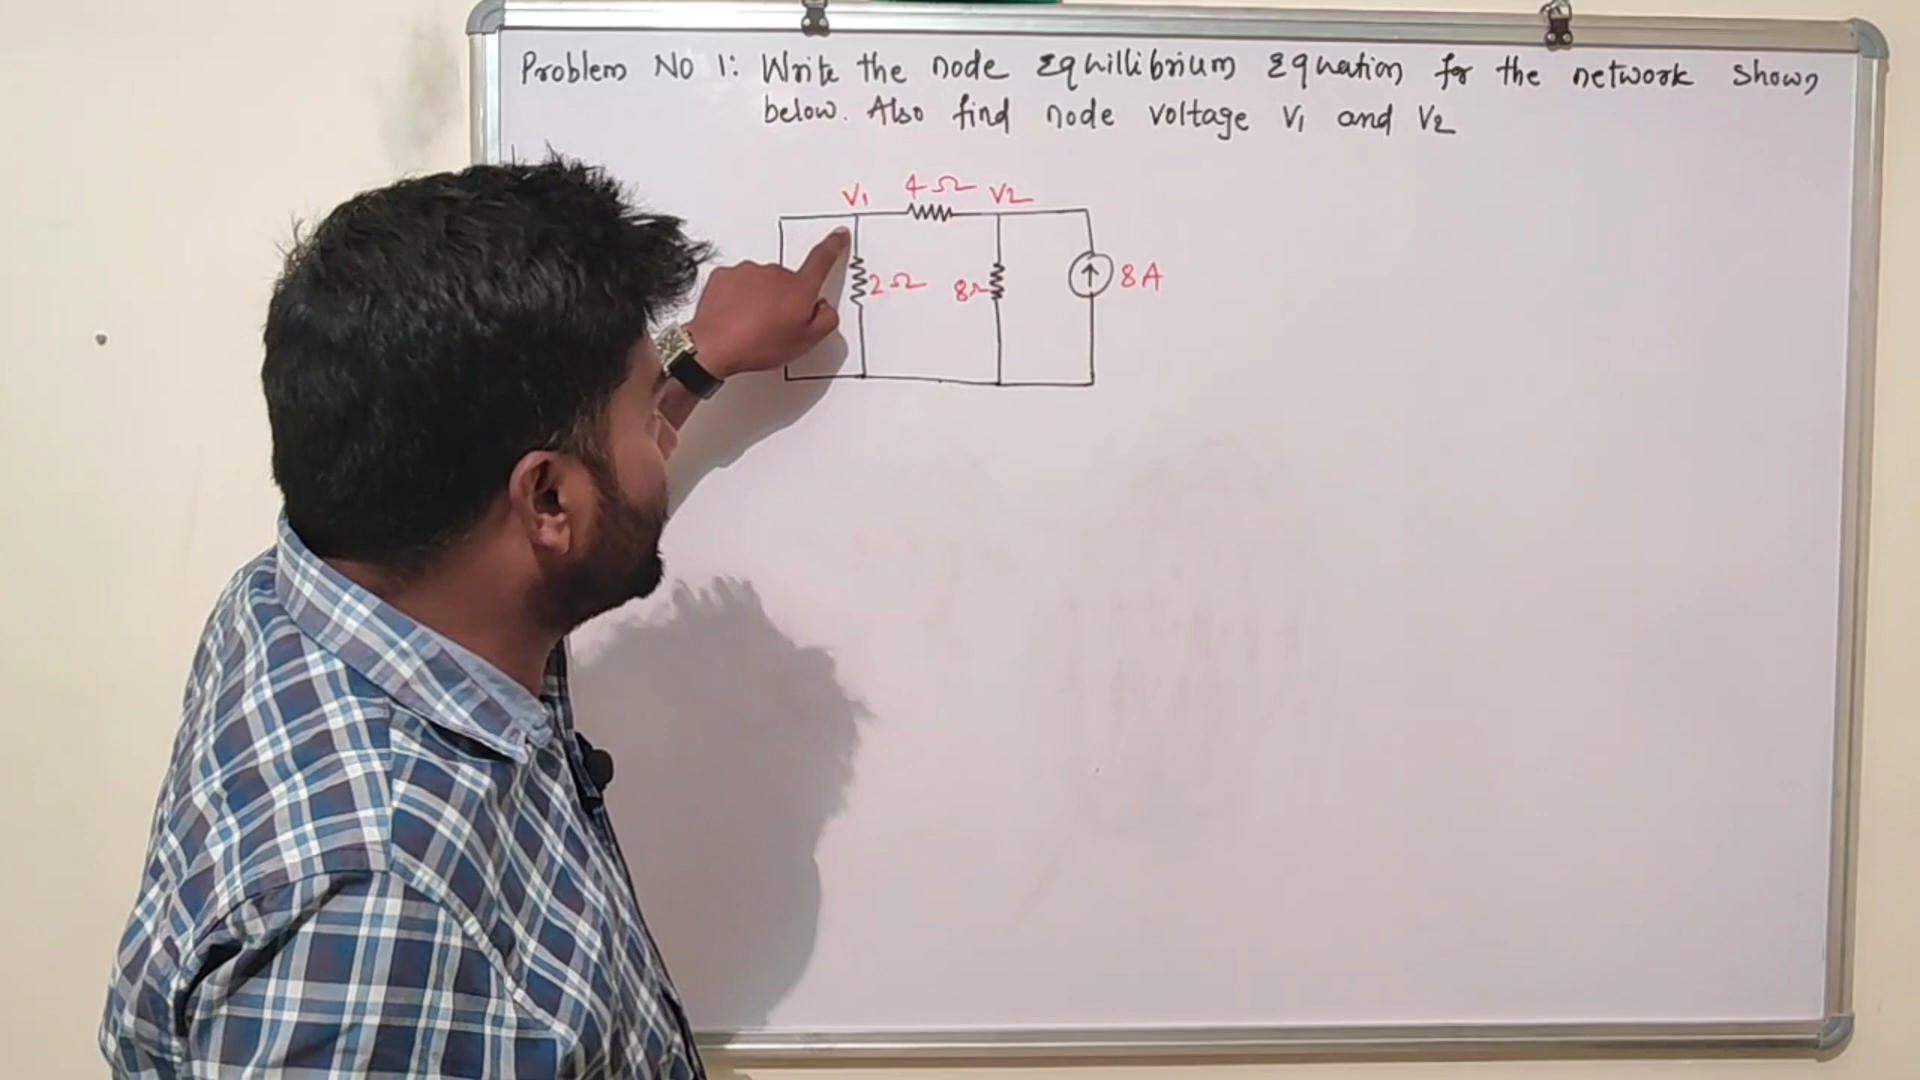 Problem No 1: Write the node Equillibrium Equation for the network shown
below. Also find node voltage V1 and V2
V1 4Ω V2
2Ω 8Ω 8A